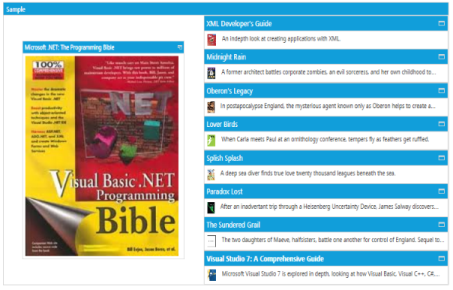 Sample
Microsoft .NET: The Programming Bible
100%
COMPREHENSIVE
.NET
Visual Basic .NET
Programming
Bible
Bill Evjen, Jason Beres, et al.
XML Developer's Guide
An indepth look at creating applications with XML.
Midnight Rain
A former architect battles corporate zombies, an evil sorceress, and her own childhood to...
Oberon's Legacy
In postapocalypse England, the mysterious agent known only as Oberon helps to create a...
Lover Birds
When Carla meets Paul at an ornithology conference, tempers fly as feathers get ruffled.
Splish Splash
A deep sea diver finds true love twenty thousand leagues beneath the sea.
Paradox Lost
After an inadvertant trip through a Heisenberg Uncertainty Device, James Salway discovers...
The Sundered Grail
The two daughters of Maeve, halfsisters, battle one another for control of England. Sequel to...
Visual Studio 7: A Comprehensive Guide
Microsoft Visual Studio 7 is explored in depth, looking at how Visual Basic, Visual C++, C#,...